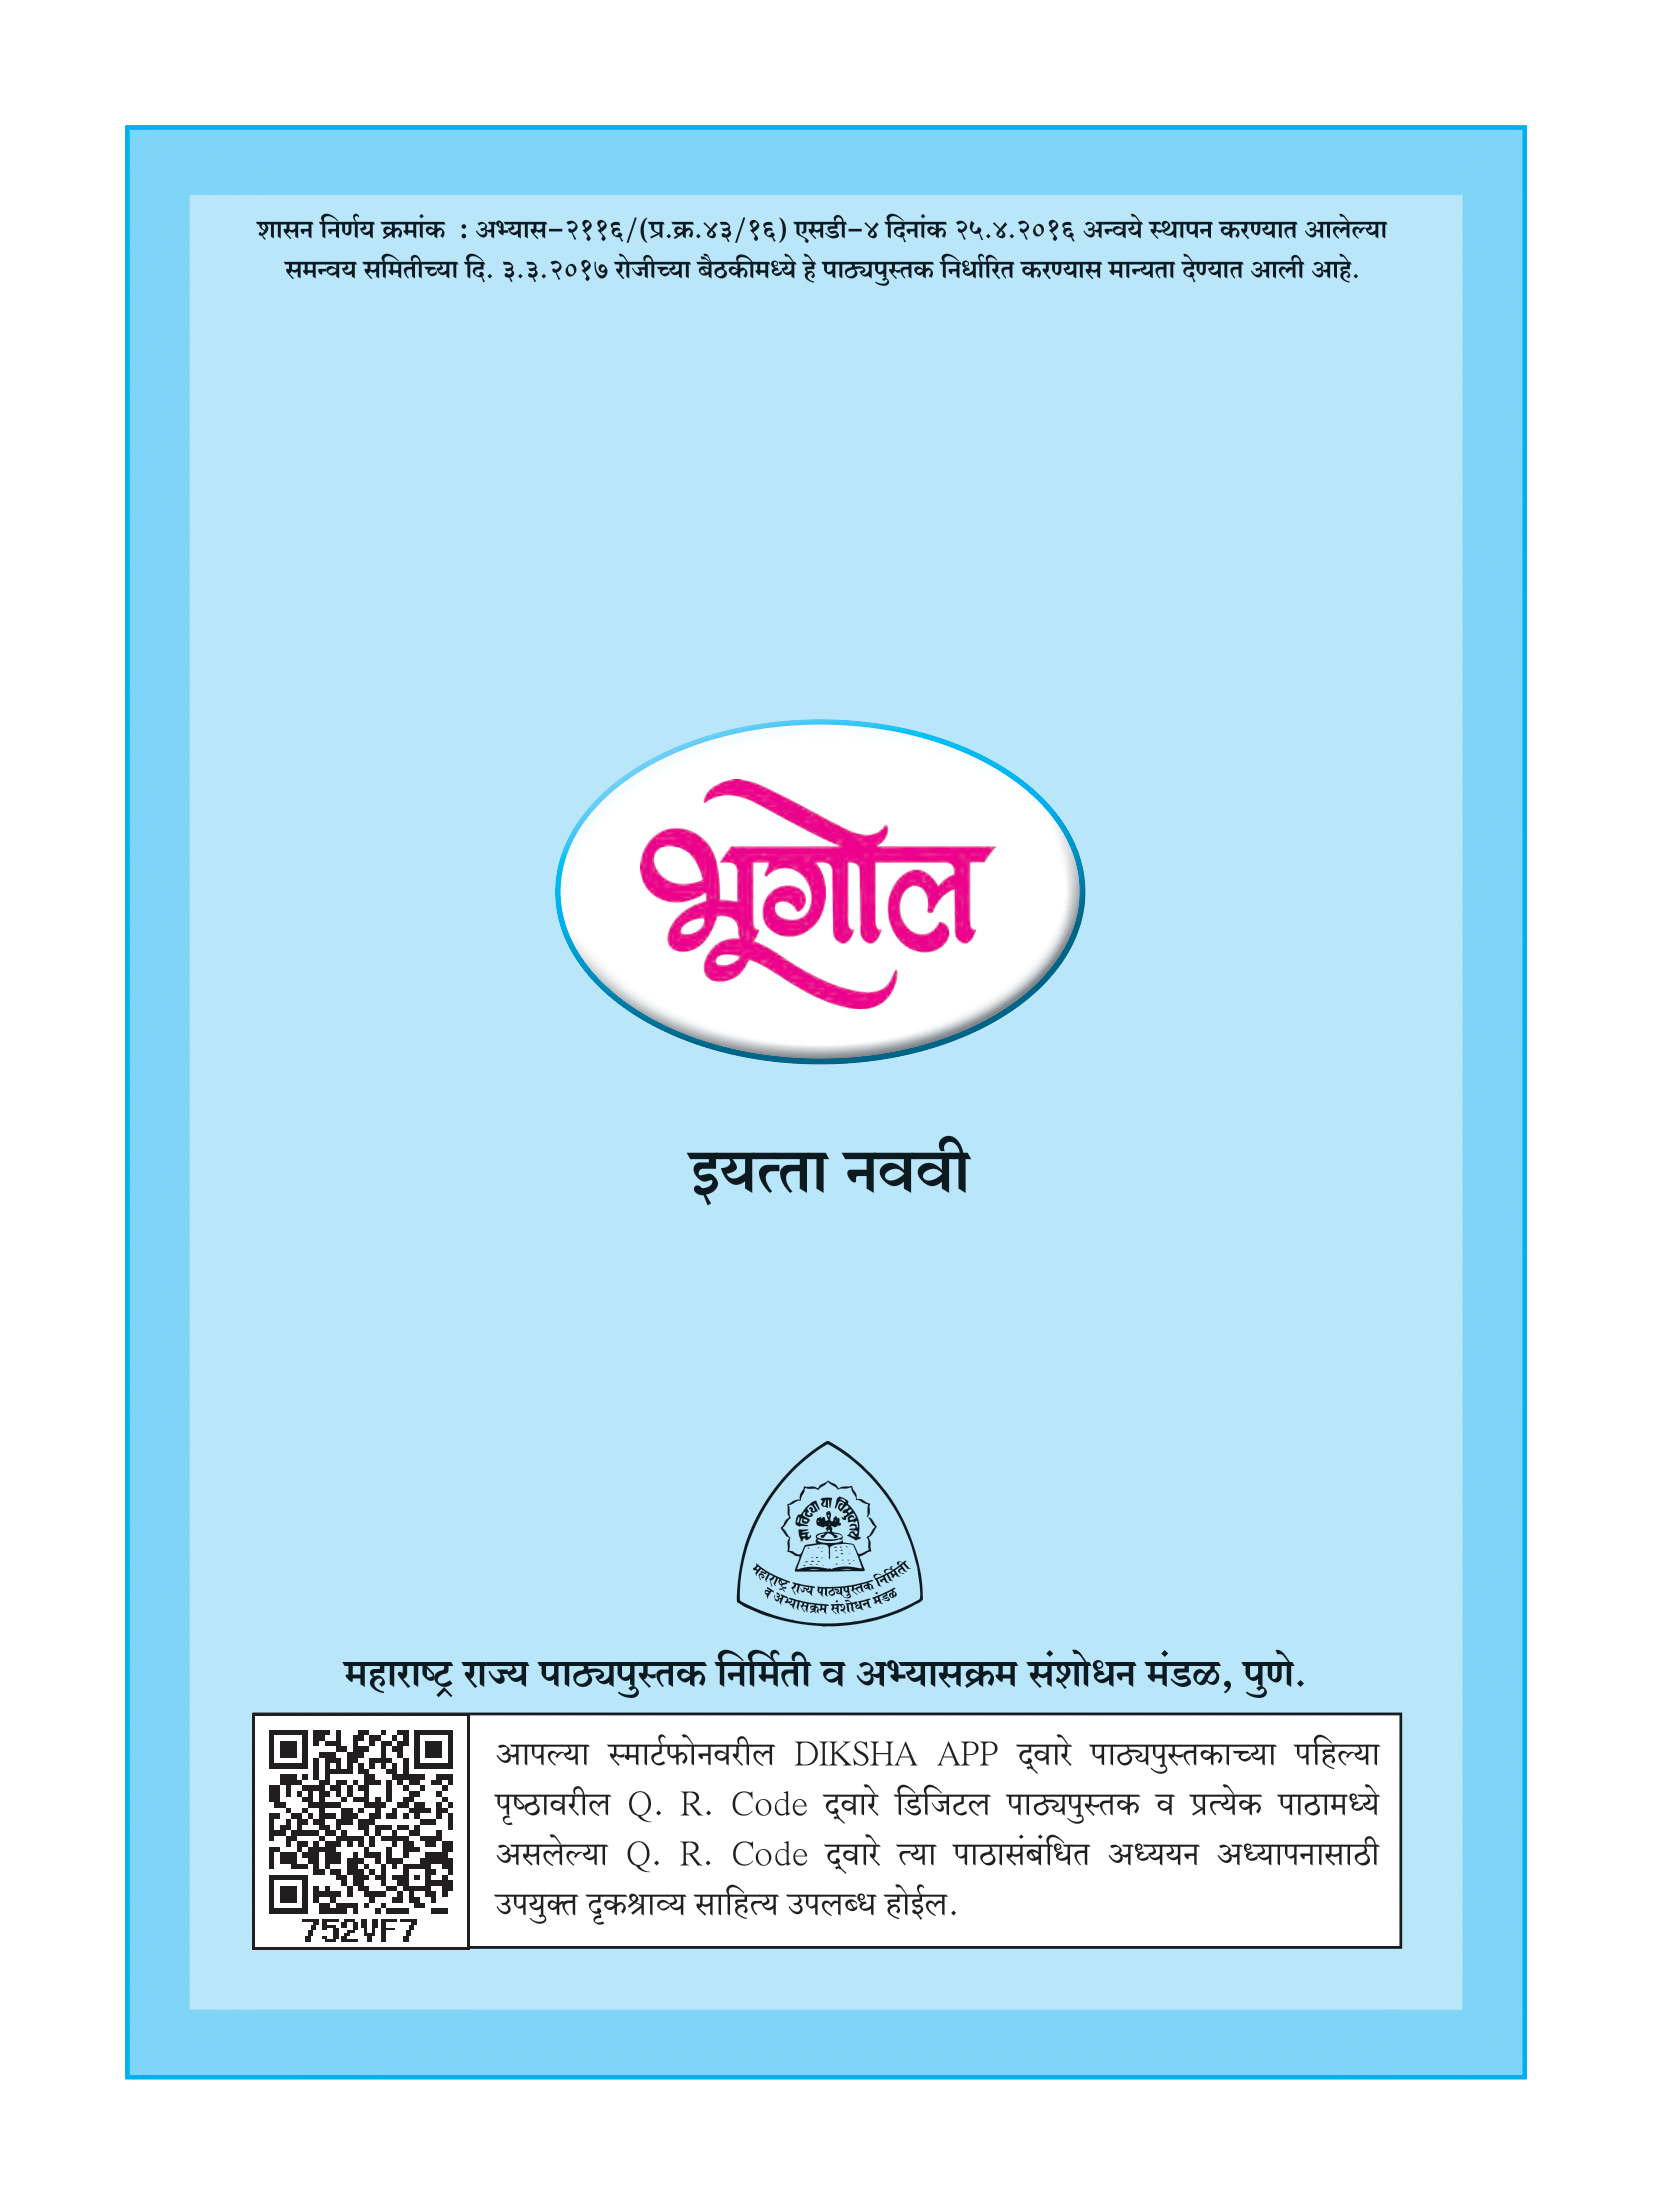 शासन निर्णय क्रमांक : अभ्यास-२११६/(प्र.क्र.४३/१६) एसडी-४ दिनांक २५.४.२०१६ अन्वये स्थापन करण्यात आलेल्या
समन्वय समितीच्या दि. ३.३.२०१७ रोजीच्या बैठकीमध्ये हे पाठ्यपुस्तक निर्धारित करण्यास मान्यता देण्यात आली आहे.
भूगोल
इयत्ता नववी
सा विद्या या विमुक्तये
महाराष्ट्र राज्य पाठ्यपुस्तक निर्मिती
व अभ्यासक्रम संशोधन मंडळ
महाराष्ट्र राज्य पाठ्यपुस्तक निर्मिती व अभ्यासक्रम संशोधन मंडळ, पुणे.
आपल्या स्मार्टफोनवरील DIKSHA APP द्‌वारे पाठ्यपुस्तकाच्या पहिल्या
पृष्ठावरील Q. R. Code द्‌वारे डिजिटल पाठ्यपुस्तक व प्रत्येक पाठामध्ये
असलेल्या Q. R. Code द्‌वारे त्या पाठासंबंधित अध्ययन अध्यापनासाठी
उपयुक्त दृकश्राव्य साहित्य उपलब्ध होईल.
752VF7